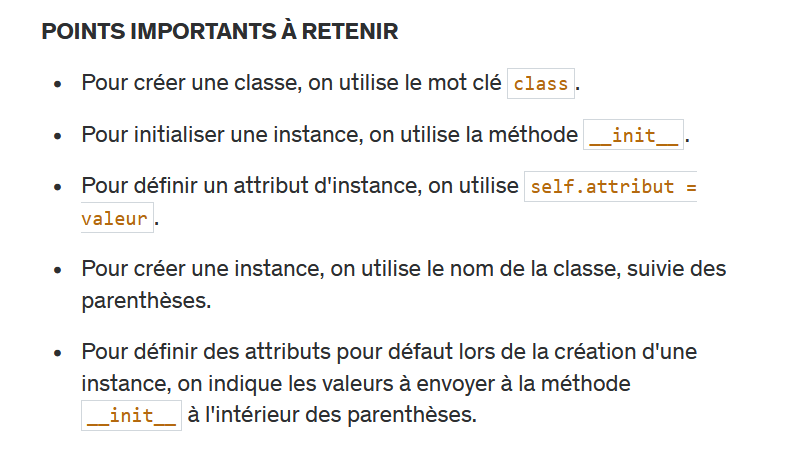 POINTS IMPORTANTS À RETENIR
• Pour créer une classe, on utilise le mot clé class.
• Pour initialiser une instance, on utilise la méthode __init__.
• Pour définir un attribut d'instance, on utilise self.attribut =
valeur.
• Pour créer une instance, on utilise le nom de la classe, suivie des
parenthèses.
• Pour définir des attributs pour défaut lors de la création d'une
instance, on indique les valeurs à envoyer à la méthode
__init__ à l'intérieur des parenthèses.